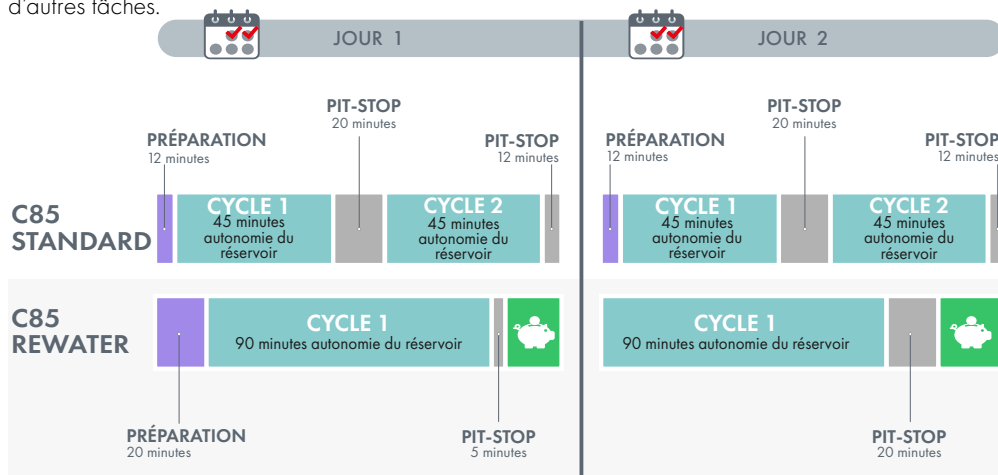 d'autres tâches.
JOUR 1
JOUR 2
PIT-STOP
20 minutes
PIT-STOP
20 minutes
PRÉPARATION
12 minutes
PIT-STOP
12 minutes
PRÉPARATION
12 minutes
PIT-STOP
12 minutes
C85
STANDARD
CYCLE 1
45 minutes
autonomie du
réservoir
CYCLE 2
45 minutes
autonomie du
réservoir
CYCLE 1
45 minutes
autonomie du
réservoir
CYCLE 2
45 minutes
autonomie du
réservoir
C85
REWATER
CYCLE 1
90 minutes autonomie du réservoir
CYCLE 1
90 minutes autonomie du réservoir
PRÉPARATION
20 minutes
PIT-STOP
5 minutes
PIT-STOP
20 minutes